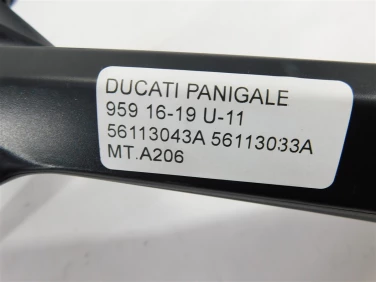 DUCATI PANIGALE
959 16-19 U-11
56113043A 56113033A
MT.A206